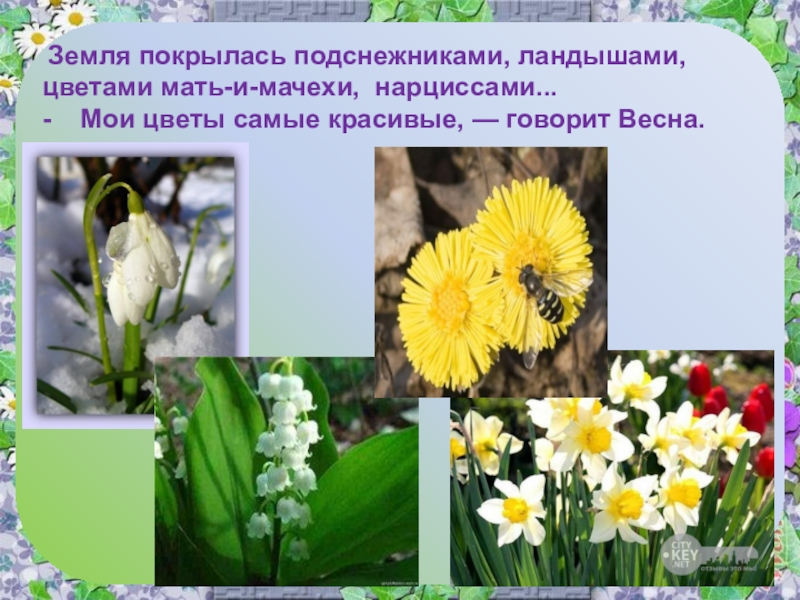 Земля покрылась подснежниками, ландышами,
цветами мать-и-мачехи, нарциссами...
- Мои цветы самые красивые, — говорит Весна.
CITY
KEY
.NET